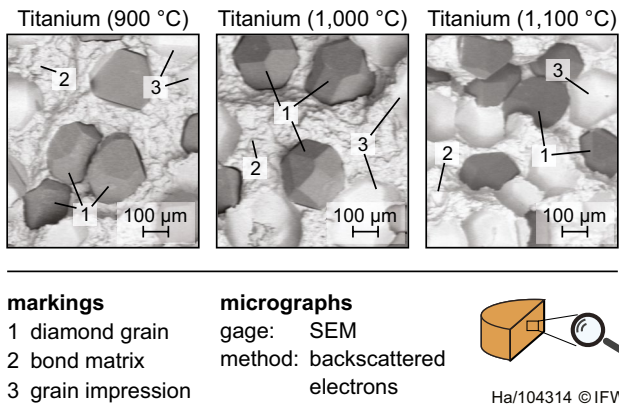 Titanium (900 °C) Titanium (1,000 °C) Titanium (1,100 °C)
2 3 1 100 µm
1 2 3 100 µm
3 1 2 100 µm
markings
1 diamond grain
2 bond matrix
3 grain impression
micrographs
gage: SEM
method: backscattered
electrons
Ha/104314 © IFW